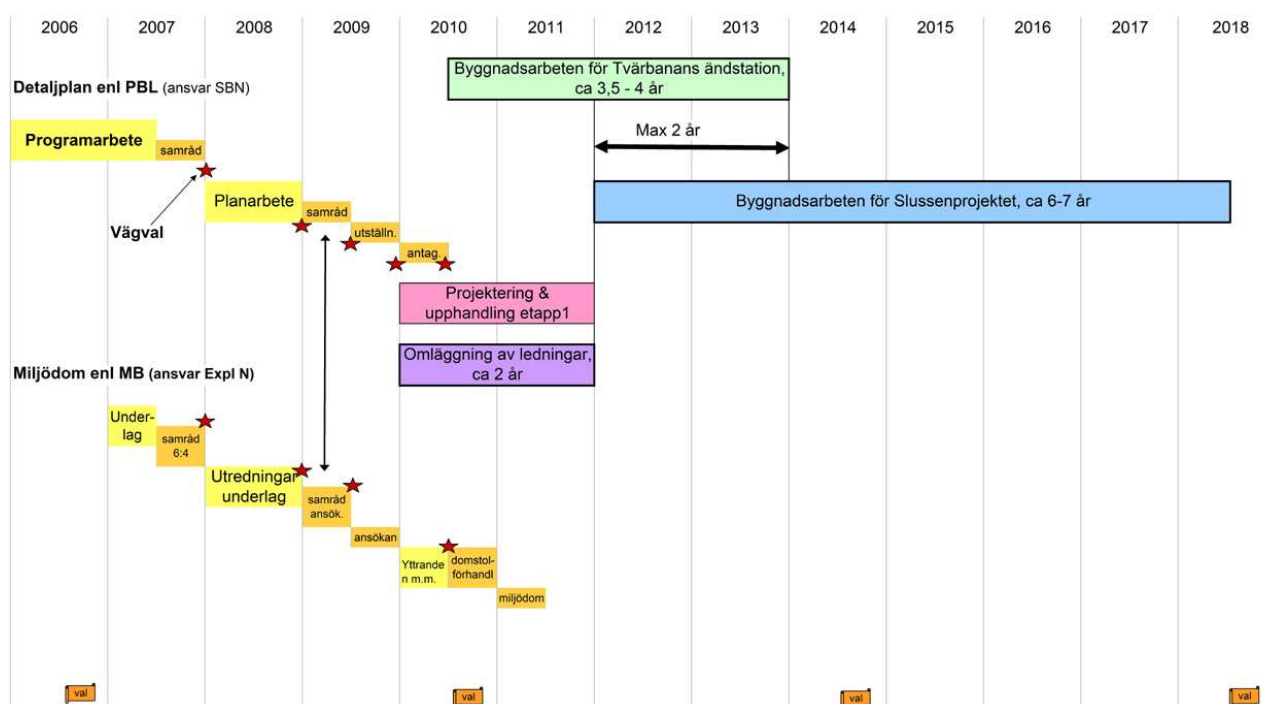 2006 2007 2008 2009 2010 2011 2012 2013 2014 2015 2016 2017 2018
Byggnadsarbeten för Tvärbanans ändstation,
ca 3,5 - 4 år
Detaljplan enl PBL (ansvar SBN)
Programarbete
samråd
Max 2 år
Vägval
Planarbete
samråd
utställn.
antag.
Byggnadsarbeten för Slussenprojektet, ca 6-7 år
Projektering &
upphandling etapp1
Omläggning av ledningar,
ca 2 år
Miljödom enl MB (ansvar Expl N)
Under-
lag
samråd
6:4
Utredningar
underlag
samråd
ansök.
ansökan
Yttrande
n m.m.
domstol-
förhandl
miljödom
val
val
val
val